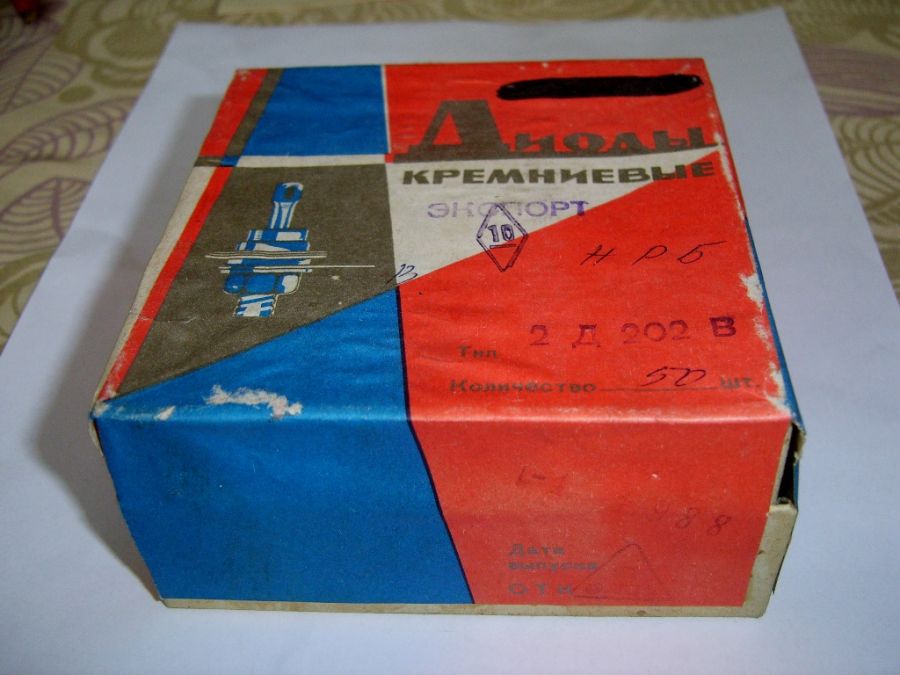 Диоды
КРЕМНИЕВЫЕ
ЭКСПОРТ
10
НРБ
Тип 2 Д 202 В
Количество 50 шт.
Дата
выпуска
ОТК